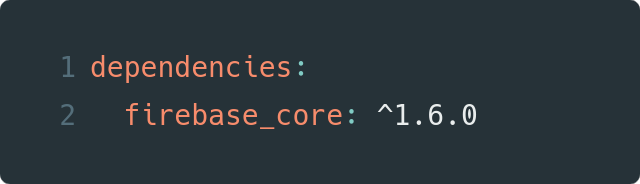 1 dependencies:
2   firebase_core: ^1.6.0